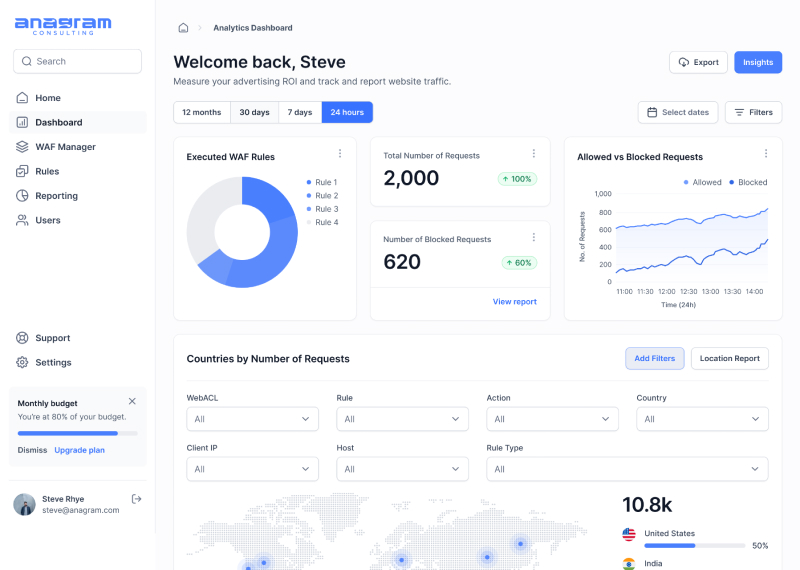 anagram
CONSULTING
Search
Home
Dashboard
WAF Manager
Rules
Reporting
Users
Support
Settings
Monthly budget
You're at 80% of your budget.
Dismiss Upgrade plan
Steve Rhye
steve@anagram.com
Analytics Dashboard
Welcome back, Steve
Measure your advertising ROI and track and report website traffic.
Export
Insights
12 months 30 days 7 days 24 hours
Select dates
Filters
Executed WAF Rules
Rule 1
Rule 2
Rule 3
Rule 4
Total Number of Requests
2,000
100%
Number of Blocked Requests
620
60%
View report
Allowed vs Blocked Requests
Allowed Blocked
No. of Requests
1,000
800
600
400
200
0
11:00 11:30 12:00 12:30 13:00 13:30 14:00
Time (24h)
Countries by Number of Requests
Add Filters
Location Report
WebACL Rule Action Country
All All All All
Client IP Host Rule Type
All All All
10.8k
United States
50%
India